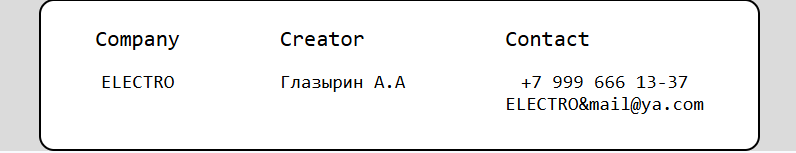 Company Creator Contact
ELECTRO Глазырин А.А +7 999 666 13-37
ELECTRO&mail@ya.com